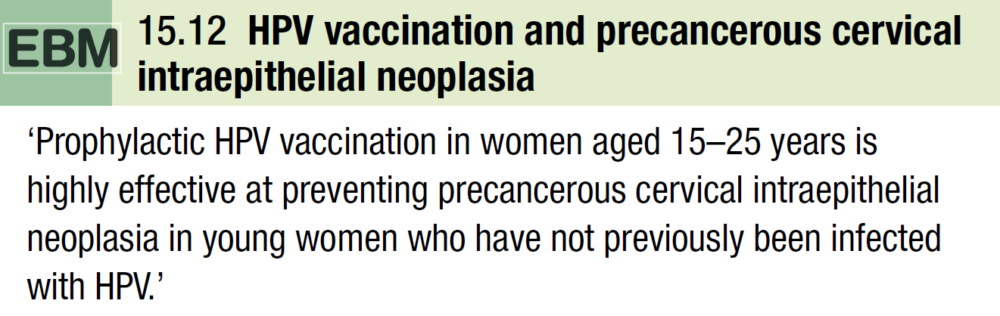 EBM
15.12 HPV vaccination and precancerous cervical
intraepithelial neoplasia
‘Prophylactic HPV vaccination in women aged 15–25 years is
highly effective at preventing precancerous cervical intraepithelial
neoplasia in young women who have not previously been infected
with HPV.’